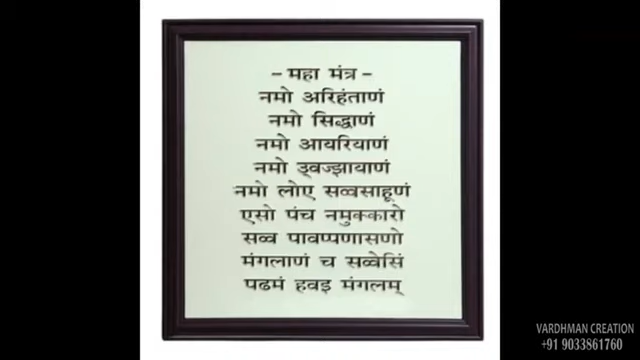 – महा मंत्र –
नमो अरिहंताणं
नमो सिद्धाणं
नमो आयरियाणं
नमो उ्वज्झायाणं
नमो लोए सव्वसाहूणं
एसो पंच नमुक्कारो
सव्व पावप्पणासणो
मंगलाणं च सव्वेसिं
पढमं हवइ मंगलम्
VARDHMAN CREATION
+91 9033861760